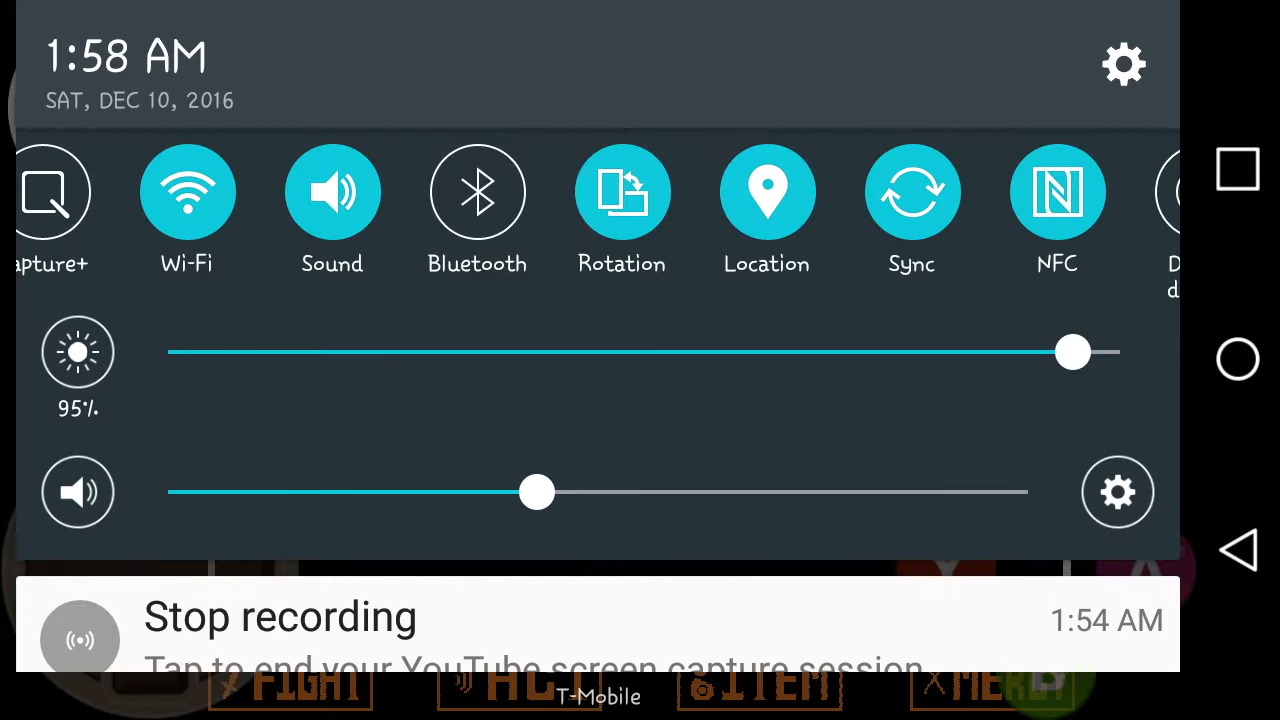 1:58 AM
SAT, DEC 10, 2016
apture+
Wi-Fi
Sound
Bluetooth
Rotation
Location
Sync
NFC
D
d
95%
Stop recording
1:54 AM
Tap to end your YouTube screen capture session
FIGHT
ACT
ITEM
MERCY
T-Mobile